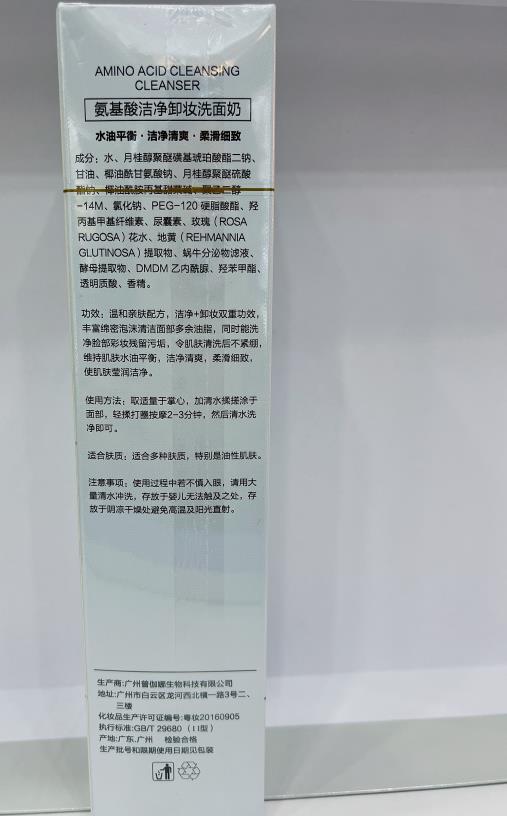 AMINO ACID CLEANSING
CLEANSER
氨基酸洁净卸妆洗面奶
水油平衡·洁净清爽·柔滑细致
成分：水、月桂醇聚醚磺基琥珀酸酯二钠、
甘油、椰油酰甘氨酸钠、月桂醇聚醚硫酸
酯钠、椰油酰胺丙基甜菜碱、聚乙二醇
-14M、氯化钠、PEG-120 硬脂酸酯、羟
丙基甲基纤维素、尿囊素、玫瑰（ROSA
RUGOSA）花水、地黄（REHMANNIA
GLUTINOSA）提取物、蜗牛分泌物滤液、
酵母提取物、DMDM 乙内酰脲、羟苯甲酯、
透明质酸、香精。
功效：温和亲肤配方，洁净+卸妆双重功效，
丰富绵密泡沫清洁面部多余油脂，同时能洗
净脸部彩妆残留污垢，令肌肤清洗后不紧绷，
维持肌肤水油平衡，洁净清爽，柔滑细致，
使肌肤莹润洁净。
使用方法：取适量于掌心，加清水揉搓涂于
面部，轻揉打圈按摩2-3分钟，然后清水洗
净即可。
适合肤质：适合多种肤质，特别是油性肌肤。
注意事项：使用过程中若不慎入眼，请用大
量清水冲洗，存放于婴儿无法触及之处，存
放于阴凉干燥处避免高温及阳光直射。
生产商:广州普伽娜生物科技有限公司
地址:广州市白云区龙河西北横一路3号二、
三楼
化妆品生产许可证编号:粤妆20160905
执行标准:GB/T 29680（II型）
产地:广东.广州 检验合格
生产批号和限期使用日期见包装